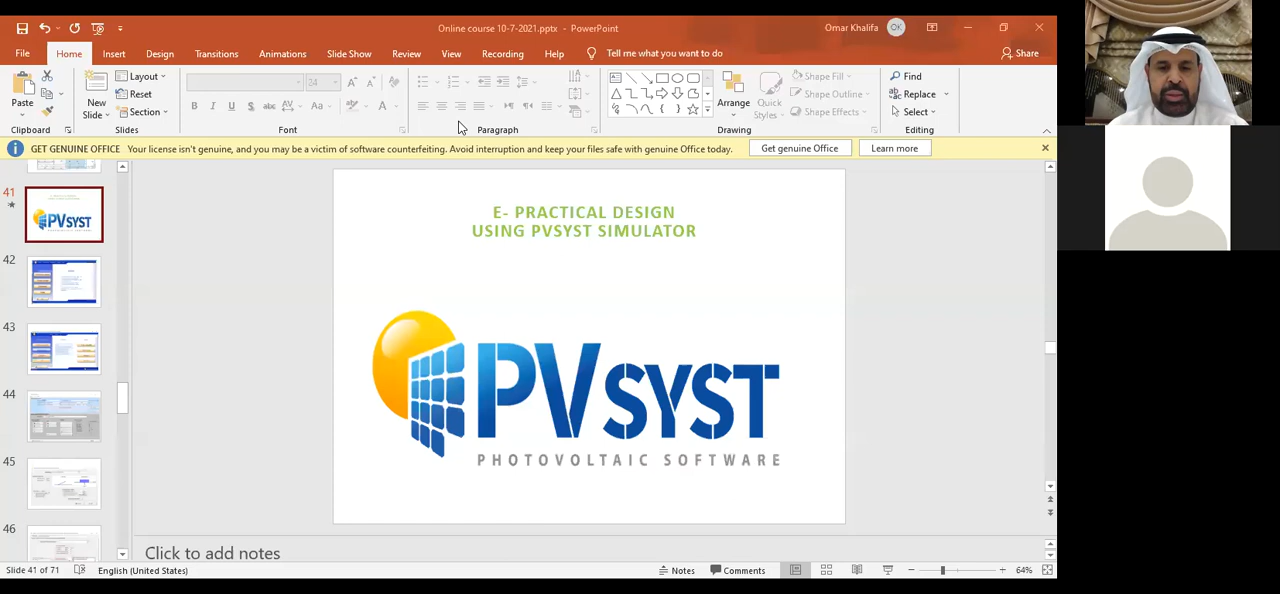 Online course 10-7-2021.pptx - PowerPoint
Omar Khalifa
OK
File Home Insert Design Transitions Animations Slide Show Review View Recording Help Tell me what you want to do
Share
Paste
Clipboard
New
Slide
Layout
Reset
Section
Slides
24
B I U S abc AV Aa A
Font
Paragraph
Arrange
Quick
Styles
Shape Fill
Shape Outline
Shape Effects
Drawing
Find
Replace
Select
Editing
GET GENUINE OFFICE Your license isn't genuine, and you may be a victim of software counterfeiting. Avoid interruption and keep your files safe with genuine Office today.
Get genuine Office
Learn more
41
PVSYST
42
43
44
45
46
E- PRACTICAL DESIGN
USING PVSYST SIMULATOR
PVSYST
PHOTOVOLTAIC SOFTWARE
Click to add notes
Slide 41 of 71
English (United States)
Notes
Comments
64%